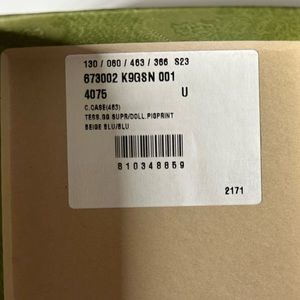 130 / 060 / 463 / 366 S23
673002 K9GSN 001
4075 U
C.CASE(463)
TESS.GG SUPR/DOLL.PIGPRINT
BEIGE BLU/BLU
810348859
2171